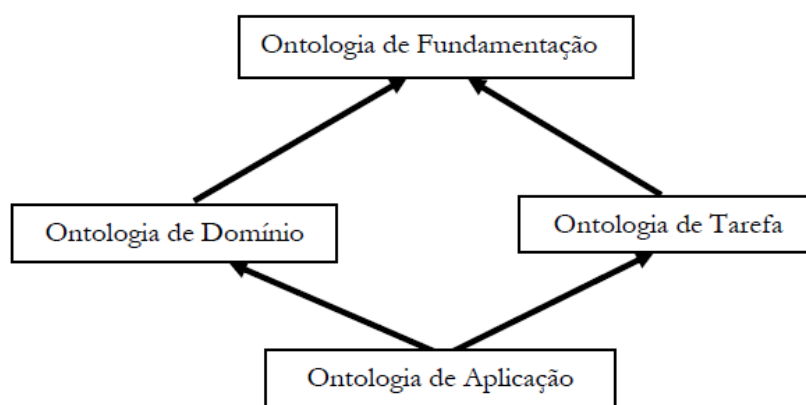 Ontologia de Fundamentação
Ontologia de Domínio
Ontologia de Tarefa
Ontologia de Aplicação